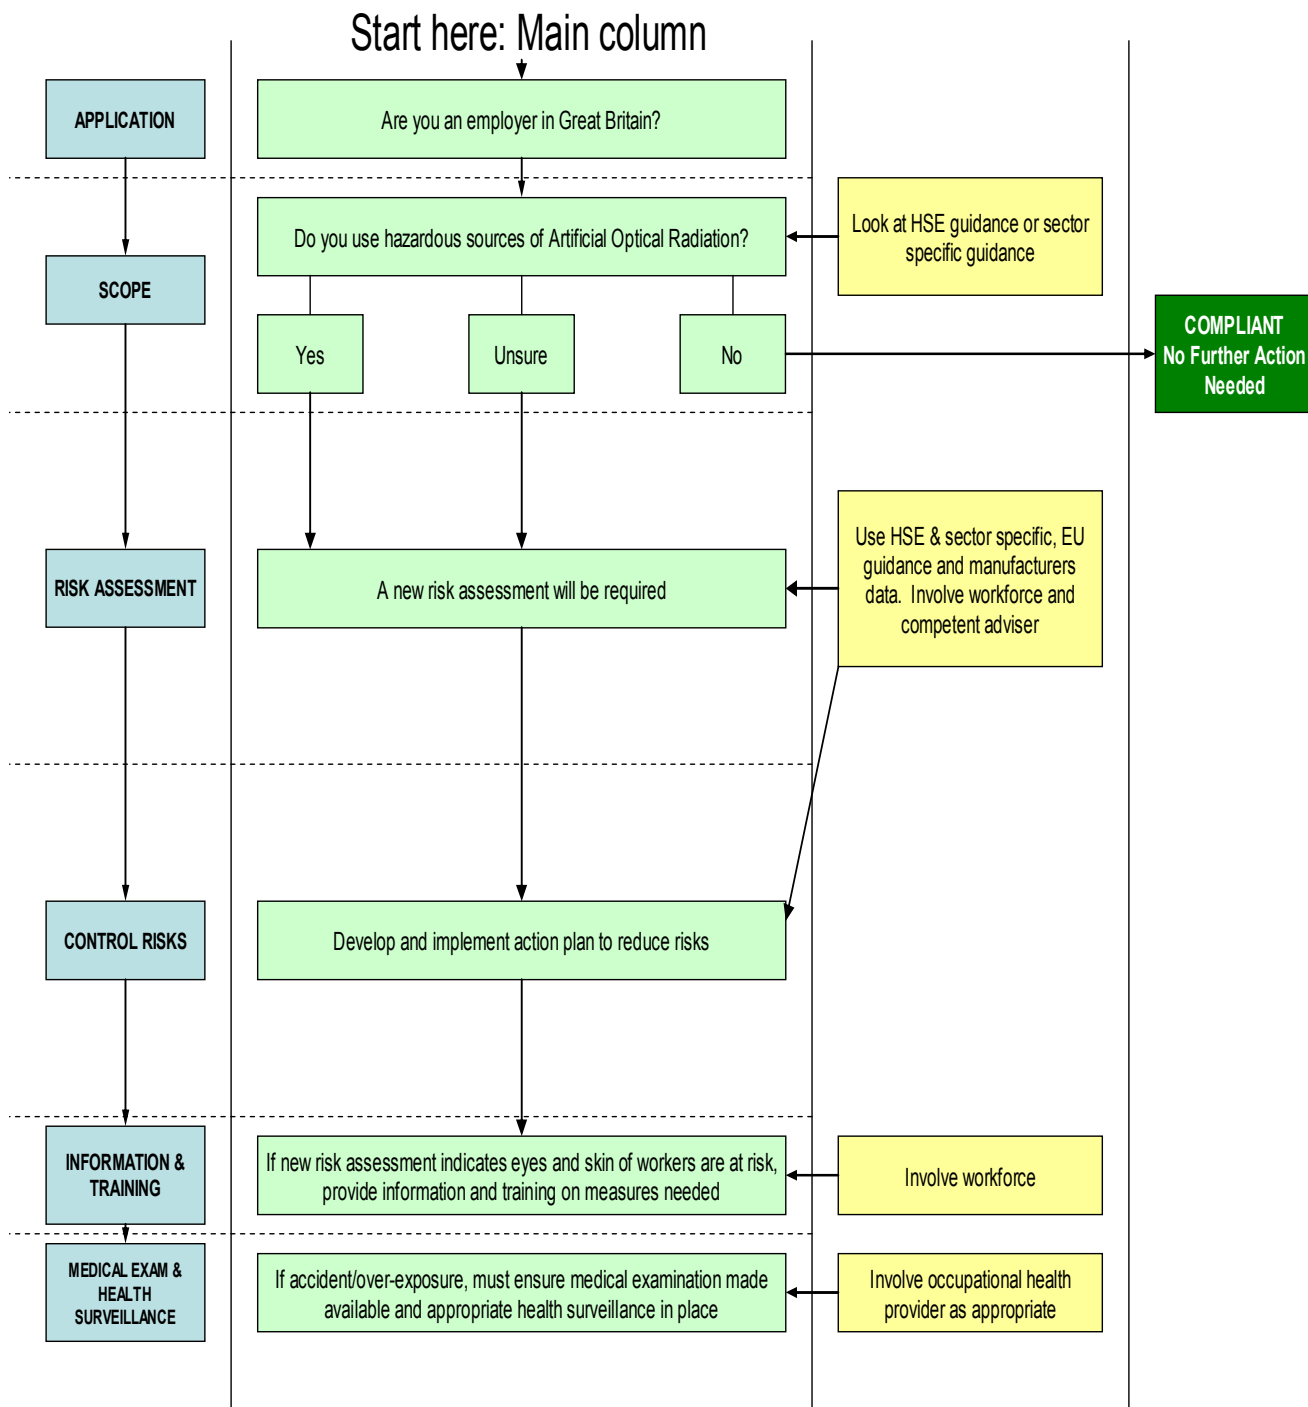 Start here: Main column
APPLICATION
Are you an employer in Great Britain?
Do you use hazardous sources of Artificial Optical Radiation?
Look at HSE guidance or sector
specific guidance
SCOPE
Yes
Unsure
No
COMPLIANT
No Further Action
Needed
RISK ASSESSMENT
A new risk assessment will be required
Use HSE & sector specific, EU
guidance and manufacturers
data.  Involve workforce and
competent adviser
CONTROL RISKS
Develop and implement action plan to reduce risks
INFORMATION &
TRAINING
If new risk assessment indicates eyes and skin of workers are at risk,
provide information and training on measures needed
Involve workforce
MEDICAL EXAM &
HEALTH
SURVEILLANCE
If accident/over-exposure, must ensure medical examination made
available and appropriate health surveillance in place
Involve occupational health
provider as appropriate